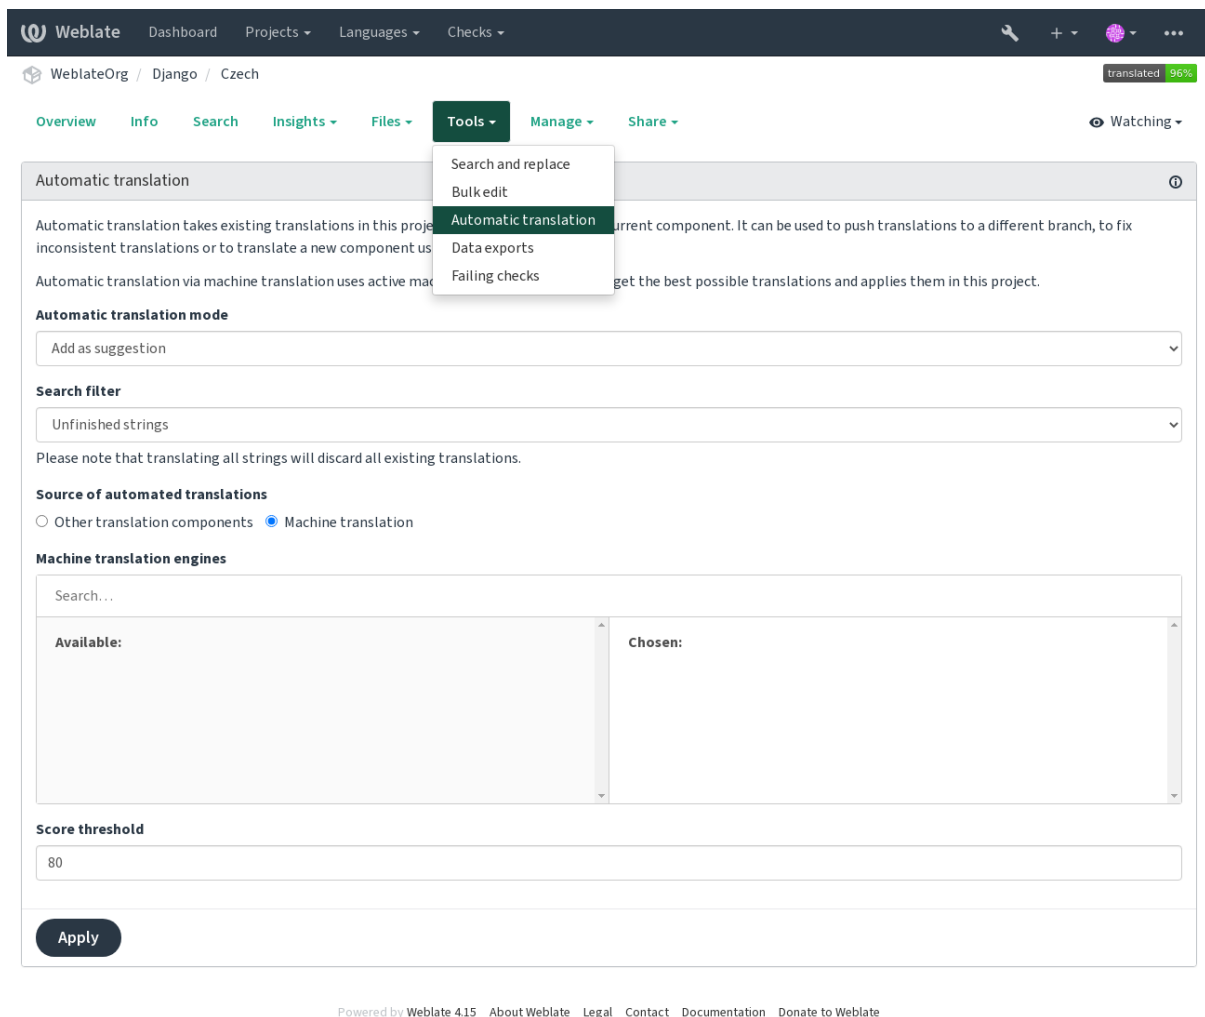 Weblate Dashboard Projects Languages Checks
WeblateOrg / Django / Czech translated 96%
Overview Info Search Insights Files Tools Manage Share Watching
Search and replace
Bulk edit
Automatic translation
Data exports
Failing checks
Automatic translation
Automatic translation takes existing translations in this proje urrent component. It can be used to push translations to a different branch, to fix
inconsistent translations or to translate a new component us
Automatic translation via machine translation uses active mac get the best possible translations and applies them in this project.
Automatic translation mode
Add as suggestion
Search filter
Unfinished strings
Please note that translating all strings will discard all existing translations.
Source of automated translations
Other translation components Machine translation
Machine translation engines
Search…
Available: Chosen:
Score threshold
80
Apply
Powered by Weblate 4.15 About Weblate Legal Contact Documentation Donate to Weblate